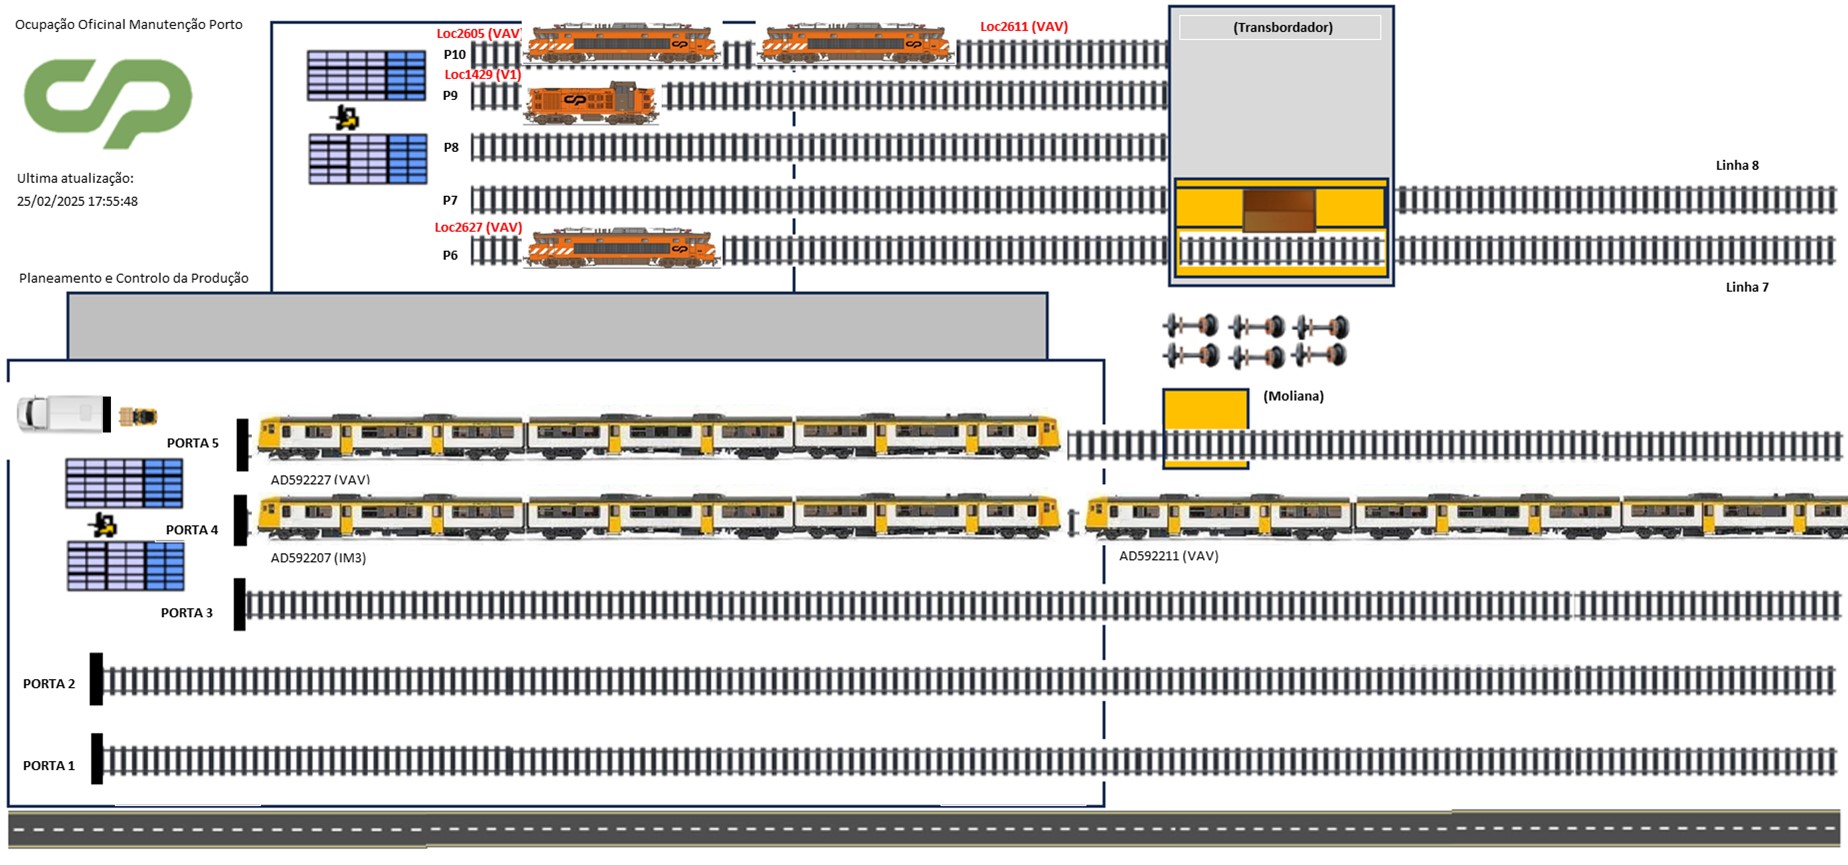 Ocupação Oficinal Manutenção Porto
CP
Ultima atualização:
25/02/2025 17:55:48
Planeamento e Controlo da Produção
Loc2605 (VAV)
Loc2611 (VAV)
P10
Loc1429 (V1)
P9
P8
P7
Loc2627 (VAV)
P6
(Transbordador)
Linha 8
Linha 7
(Moliana)
PORTA 5
AD592227 (VAV)
PORTA 4
AD592207 (IM3)
AD592211 (VAV)
PORTA 3
PORTA 2
PORTA 1